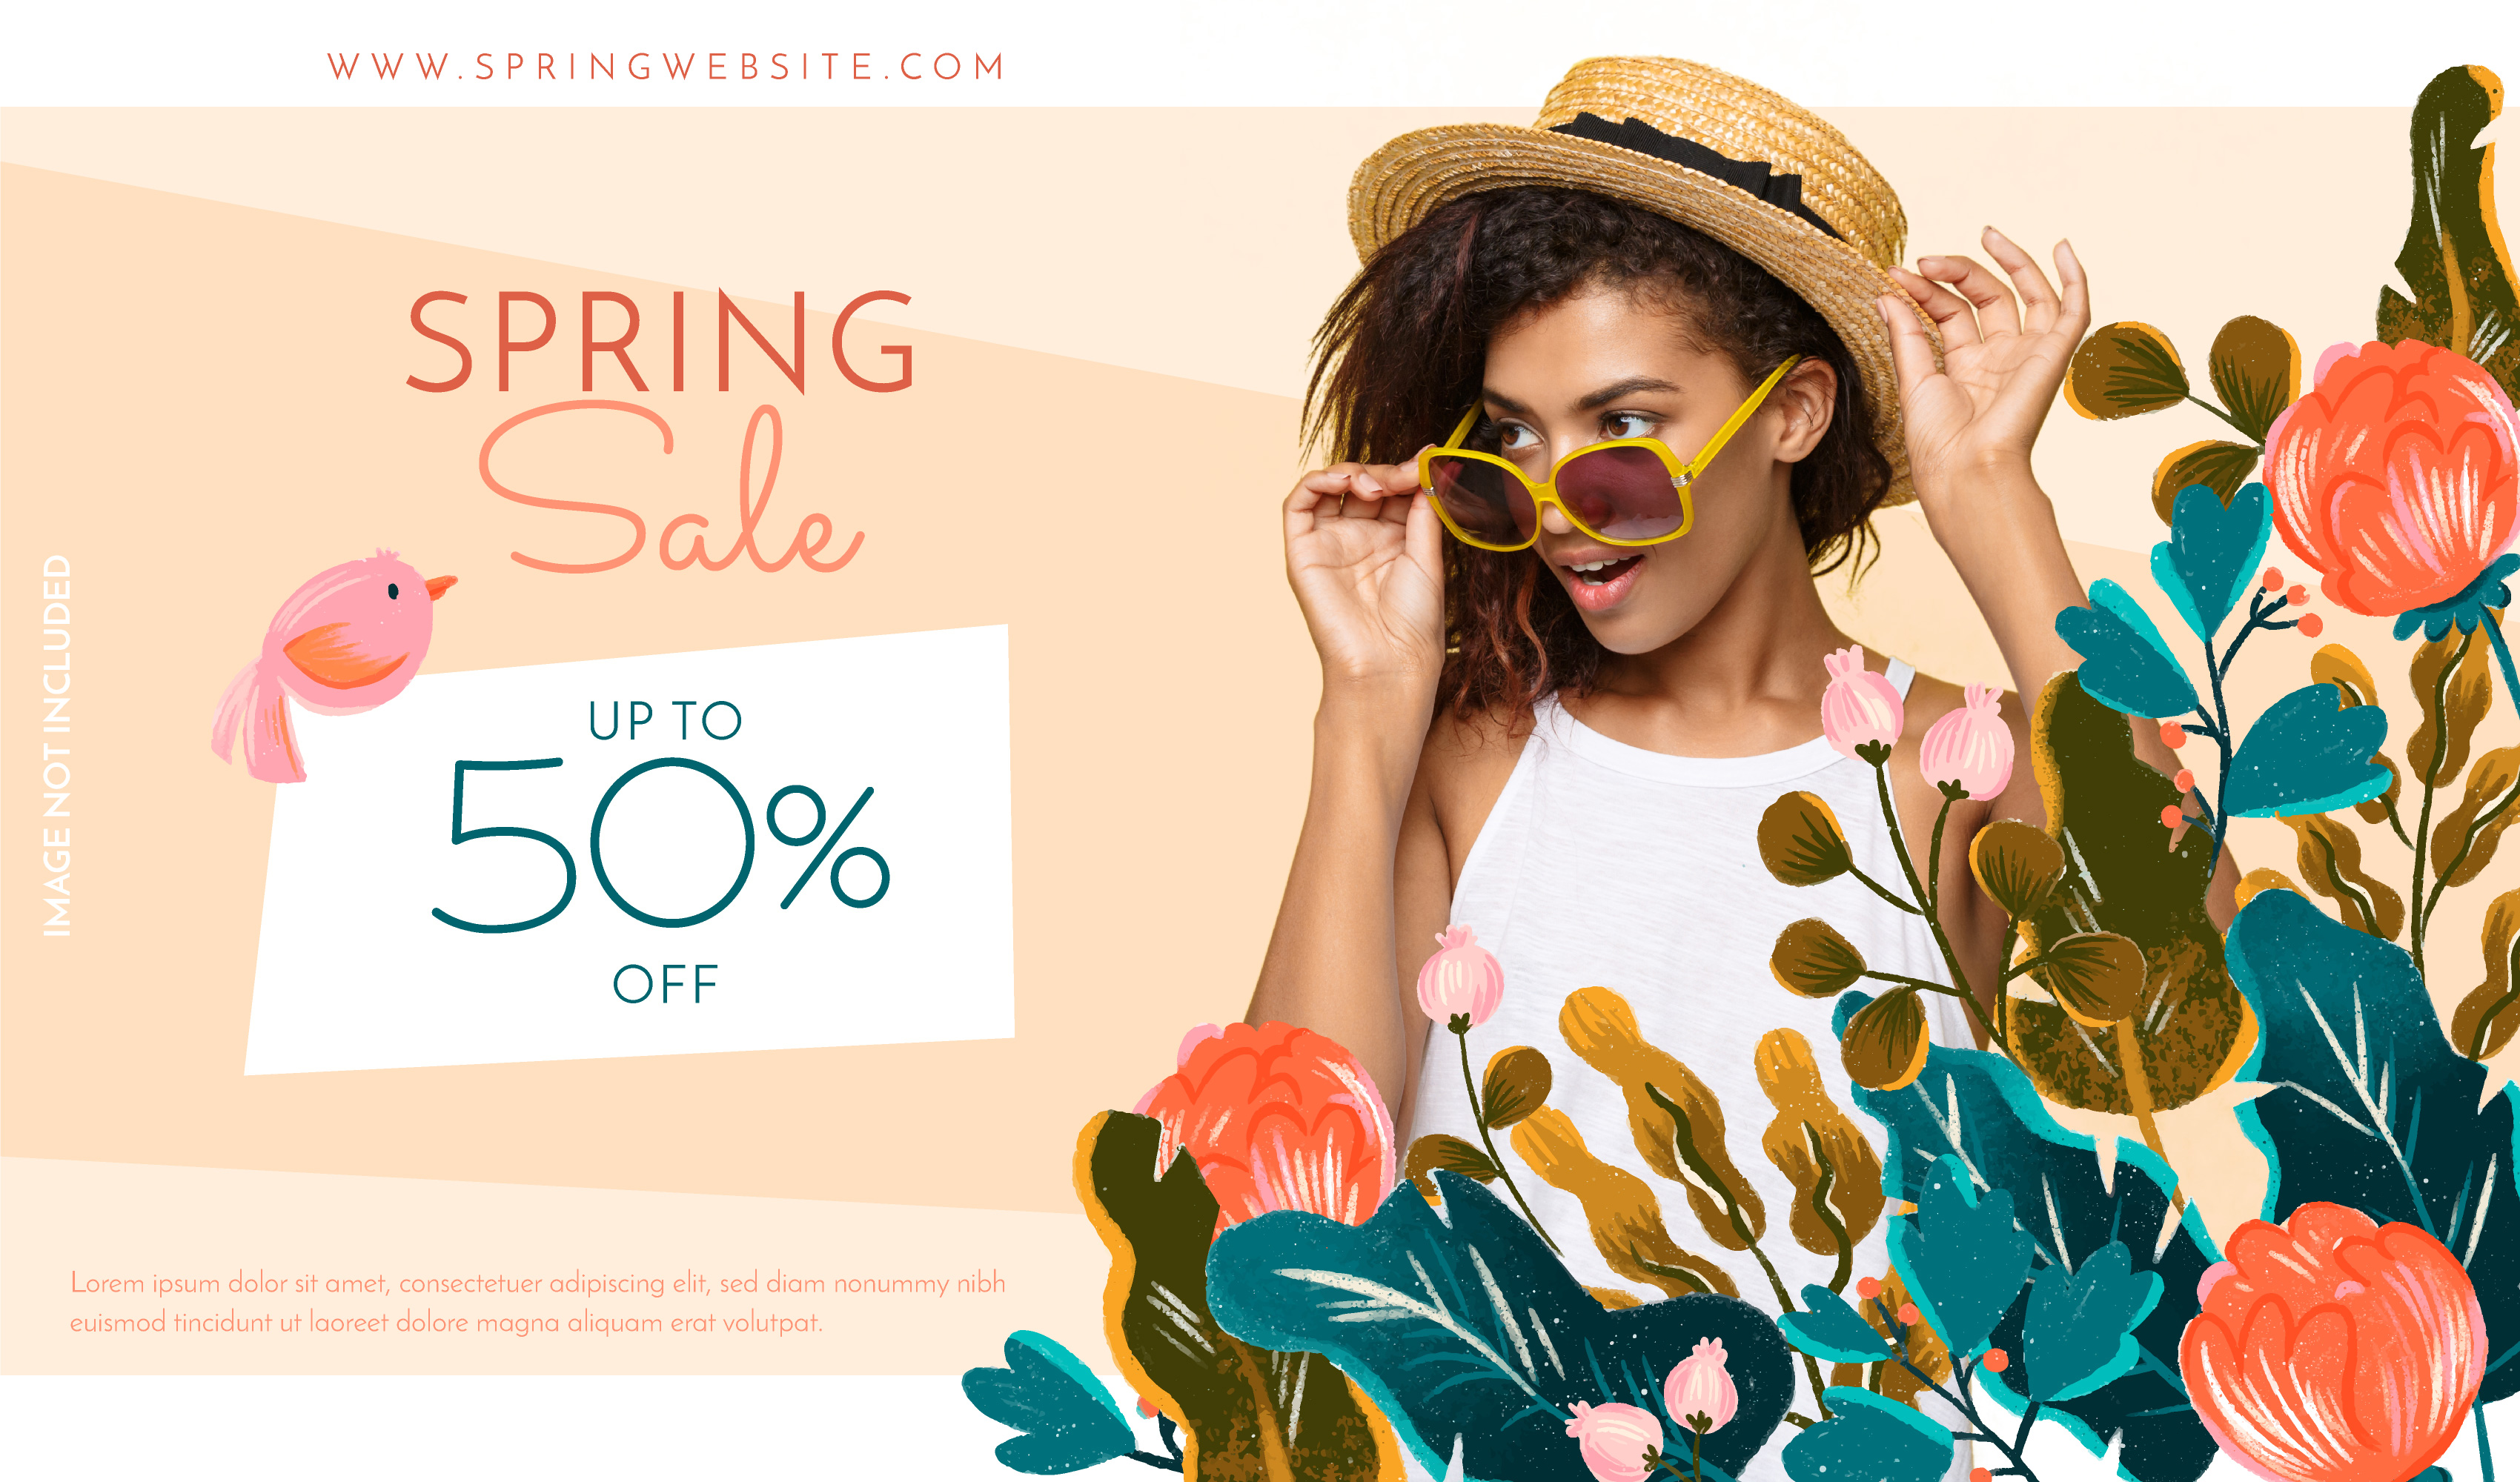 WWW.SPRINGWEBSITE.COM
SPRING
Sale
IMAGE NOT INCLUDED
UP TO
50%
OFF
Lorem ipsum dolor sit amet, consectetuer adipiscing elit, sed diam nonummy nibh
euismod tincidunt ut laoreet dolore magna aliquam erat volutpat.